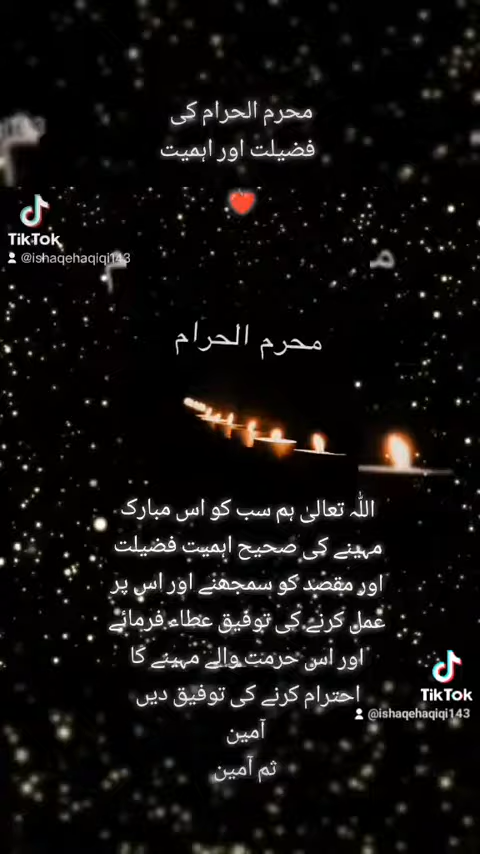 محرم الحرام کی
فضیلت اور اہمیت
❤️
TikTok
@ishaqehaqiqi143
محرم الحرام
اللّٰہ تعالیٰ ہم سب کو اس مبارک
مہینے کی صحیح اہمیت فضیلت
اور مقصد کو سمجھنے اور اس پر
عمل کرنے کی توفیق عطاء فرمائے
اور اس حرمت والے مہینے کا
احترام کرنے کی توفیق دیں
آمین
ثم آمین
TikTok
@ishaqehaqiqi143